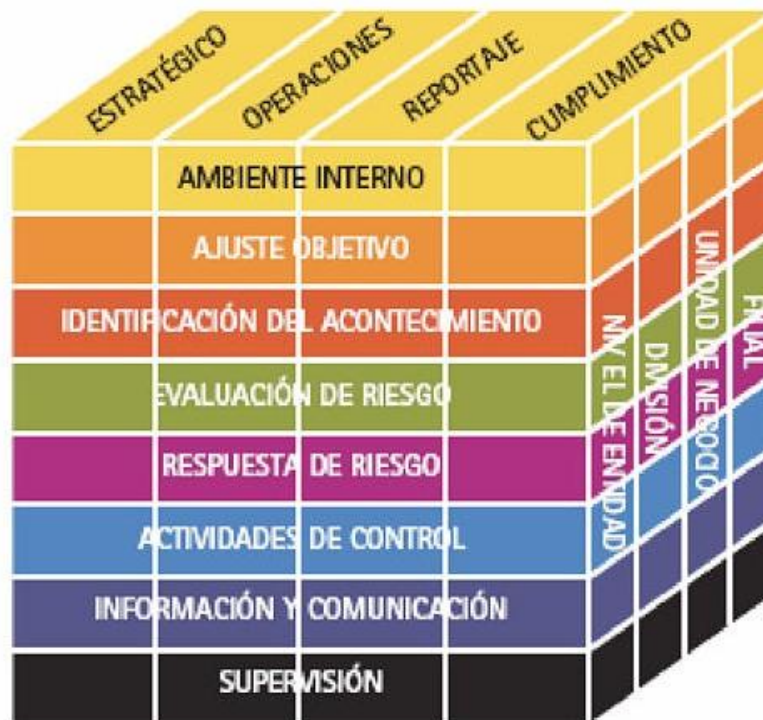 ESTRATÉGICO
OPERACIONES
REPORTAJE
CUMPLIMIENTO
AMBIENTE INTERNO
AJUSTE OBJETIVO
IDENTIFICACIÓN DEL ACONTECIMIENTO
EVALUACIÓN DE RIESGO
RESPUESTA DE RIESGO
ACTIVIDADES DE CONTROL
INFORMACIÓN Y COMUNICACIÓN
SUPERVISIÓN
NIVEL DE ENTIDAD
DIVISIÓN
UNIDAD DE NEGOCIO
FILIAL